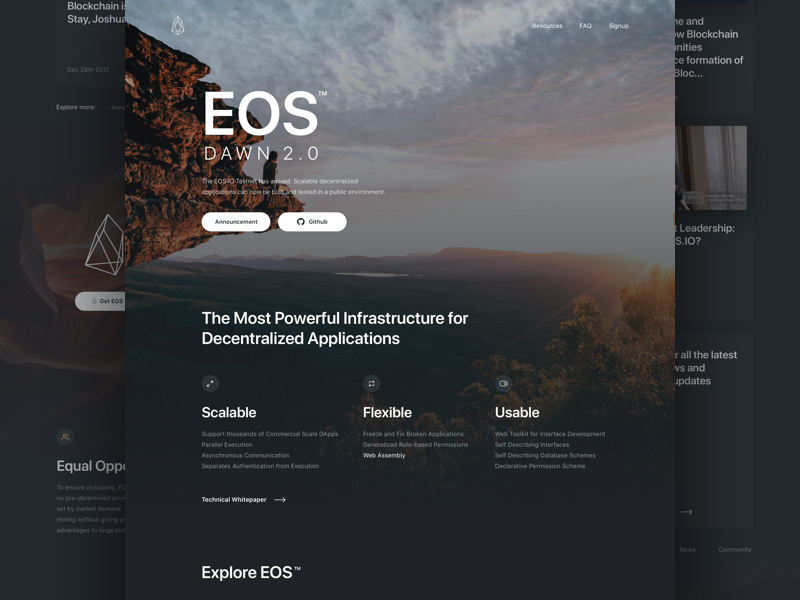 Blockchain is
Stay, Joshua
Dec 28th 2017
Explore more:
Get EOS
Equal Oppo
To ensure inclusivity, EO
no pre-determined price
set by market demand
mining without giving p
advantages to large pur
Resources FAQ Signup
EOS™
DAWN 2.0
The EOS.IO Testnet has arrived. Scalable decentralized
applications can now be built and tested in a public environment.
Announcement Github
The Most Powerful Infrastructure for
Decentralized Applications
Scalable
Support thousands of Commercial Scale DApps
Parallel Execution
Asynchronous Communication
Separates Authentication from Execution
Flexible
Freeze and Fix Broken Applications
Generalized Role-based Permissions
Web Assembly
Usable
Web Toolkit for Interface Development
Self Describing Interfaces
Self Describing Database Schemes
Declarative Permission Scheme
Technical Whitepaper
Explore EOS™
ne and
ow Blockchain
unities
ce formation of
Bloc...
t Leadership:
S.IO?
r all the latest
ws and
updates
News Community